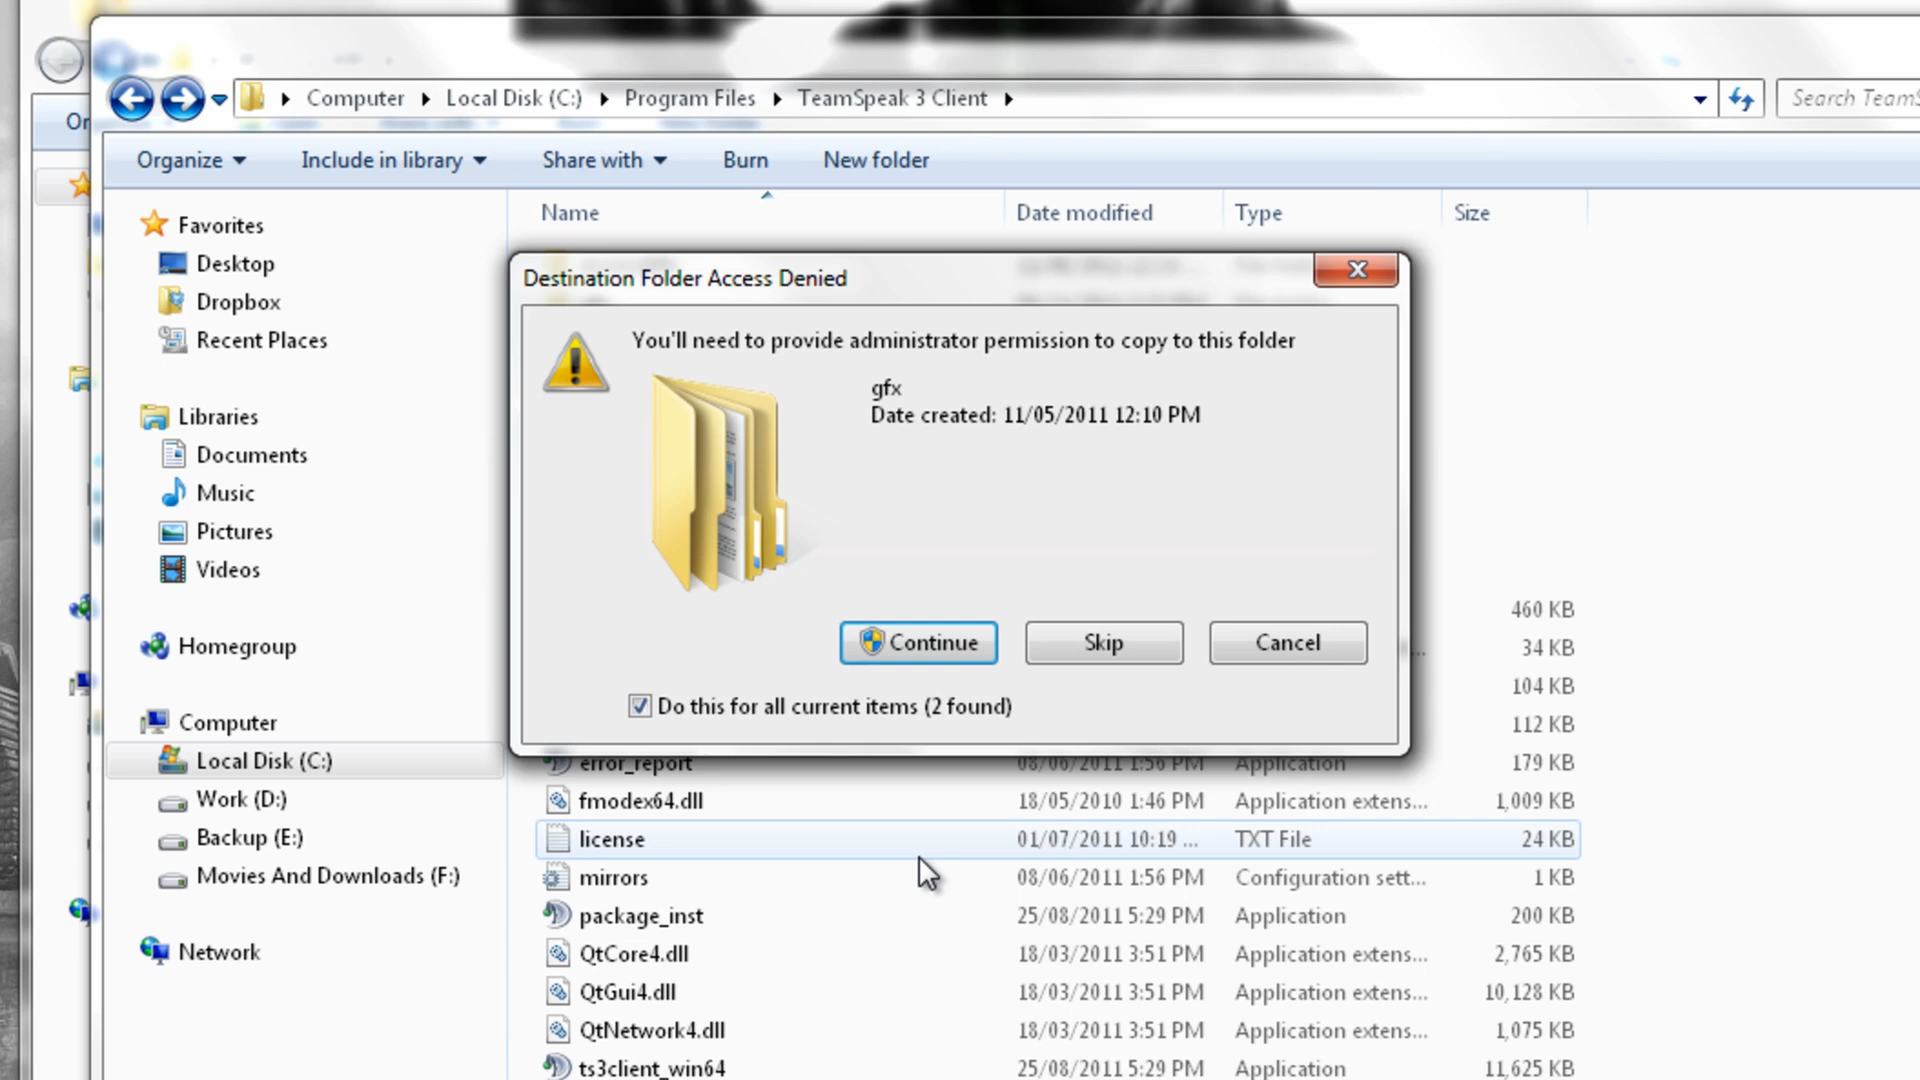 Computer ▸ Local Disk (C:) ▸ Program Files ▸ TeamSpeak 3 Client ▸
Search TeamS
Or
Organize
Include in library
Share with
Burn
New folder
Name
Date modified
Type
Size
Favorites
Desktop
Dropbox
Recent Places
Libraries
Documents
Music
Pictures
Videos
Homegroup
Computer
Local Disk (C:)
Work (D:)
Backup (E:)
Movies And Downloads (F:)
Network
Destination Folder Access Denied
You'll need to provide administrator permission to copy to this folder
gfx
Date created: 11/05/2011 12:10 PM
Continue
Skip
Cancel
Do this for all current items (2 found)
460 KB
... 34 KB
104 KB
112 KB
error_report 08/06/2011 1:56 PM Application 179 KB
fmodex64.dll 18/05/2010 1:46 PM Application extens... 1,009 KB
license 01/07/2011 10:19 ... TXT File 24 KB
mirrors 08/06/2011 1:56 PM Configuration sett... 1 KB
package_inst 25/08/2011 5:29 PM Application 200 KB
QtCore4.dll 18/03/2011 3:51 PM Application extens... 2,765 KB
QtGui4.dll 18/03/2011 3:51 PM Application extens... 10,128 KB
QtNetwork4.dll 18/03/2011 3:51 PM Application extens... 1,075 KB
ts3client_win64 25/08/2011 5:29 PM Application 11,625 KB